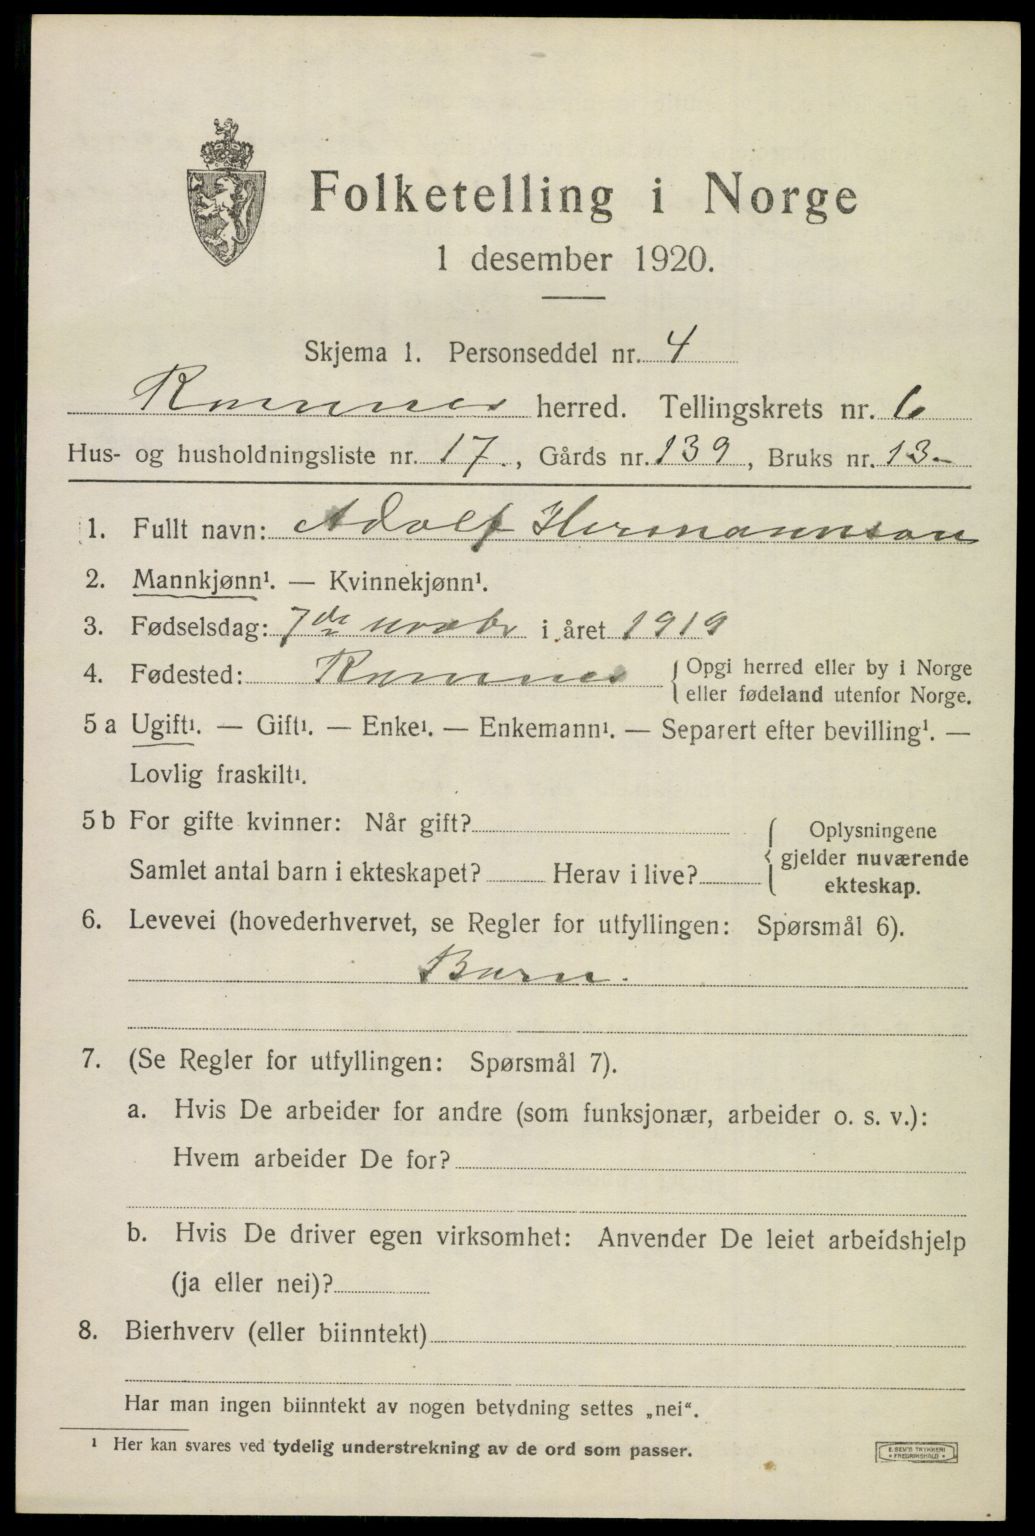 Folketelling i Norge
1 desember 1920.
Skjema 1. Personseddel nr. 4
Ramnes herred. Tellingskrets nr. 6
Hus- og husholdningsliste nr. 17., Gårds nr. 139, Bruks nr. 13-
1. Fullt navn: Adolf Hermannson
2. Mannkjønn¹. — Kvinnekjønn¹.
3. Fødselsdag: 7de novbr i året 1919
4. Fødested: Ramnes { Opgi herred eller by i Norge
eller fødeland utenfor Norge.
5 a Ugift¹. — Gift¹. — Enke¹. — Enkemann¹. — Separert efter bevilling¹. —
Lovlig fraskilt¹.
5 b For gifte kvinner: Når gift?
Samlet antal barn i ekteskapet? Herav i live?
{ Oplysningene
gjelder nuværende
ekteskap.
6. Levevei (hovederhvervet, se Regler for utfyllingen: Spørsmål 6).
Barn.
7. (Se Regler for utfyllingen: Spørsmål 7).
a. Hvis De arbeider for andre (som funksjonær, arbeider o. s. v.):
Hvem arbeider De for?
b. Hvis De driver egen virksomhet: Anvender De leiet arbeidshjelp
(ja eller nei)?
8. Bierhverv (eller biinntekt)
Har man ingen biinntekt av nogen betydning settes „nei“.
¹ Her kan svares ved tydelig understrekning av de ord som passer.
E. SEM'S TRYKKERI
• FREDRIKSHALD •